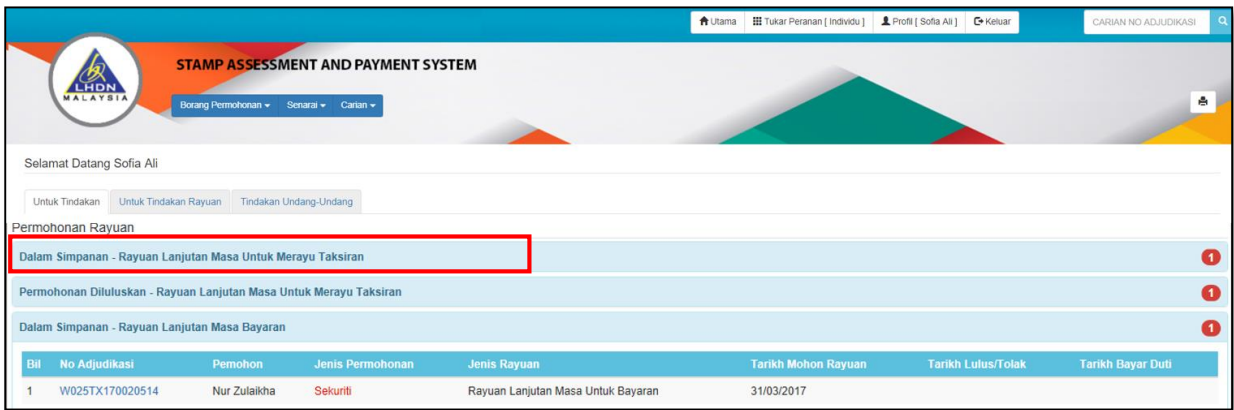 Utama Tukar Peranan [ Individu ] Profil [ Sofia Ali ] Keluar CARIAN NO ADJUDIKASI
LHDN
MALAYSIA
STAMP ASSESSMENT AND PAYMENT SYSTEM
Borang Permohonan Senarai Carian
Selamat Datang Sofia Ali
Untuk Tindakan Untuk Tindakan Rayuan Tindakan Undang-Undang
Permohonan Rayuan
Dalam Simpanan - Rayuan Lanjutan Masa Untuk Merayu Taksiran 1
Permohonan Diluluskan - Rayuan Lanjutan Masa Untuk Merayu Taksiran 1
Dalam Simpanan - Rayuan Lanjutan Masa Bayaran 1
Bil No Adjudikasi Pemohon Jenis Permohonan Jenis Rayuan Tarikh Mohon Rayuan Tarikh Lulus/Tolak Tarikh Bayar Duti
1 W025TX170020514 Nur Zulaikha Sekuriti Rayuan Lanjutan Masa Untuk Bayaran 31/03/2017